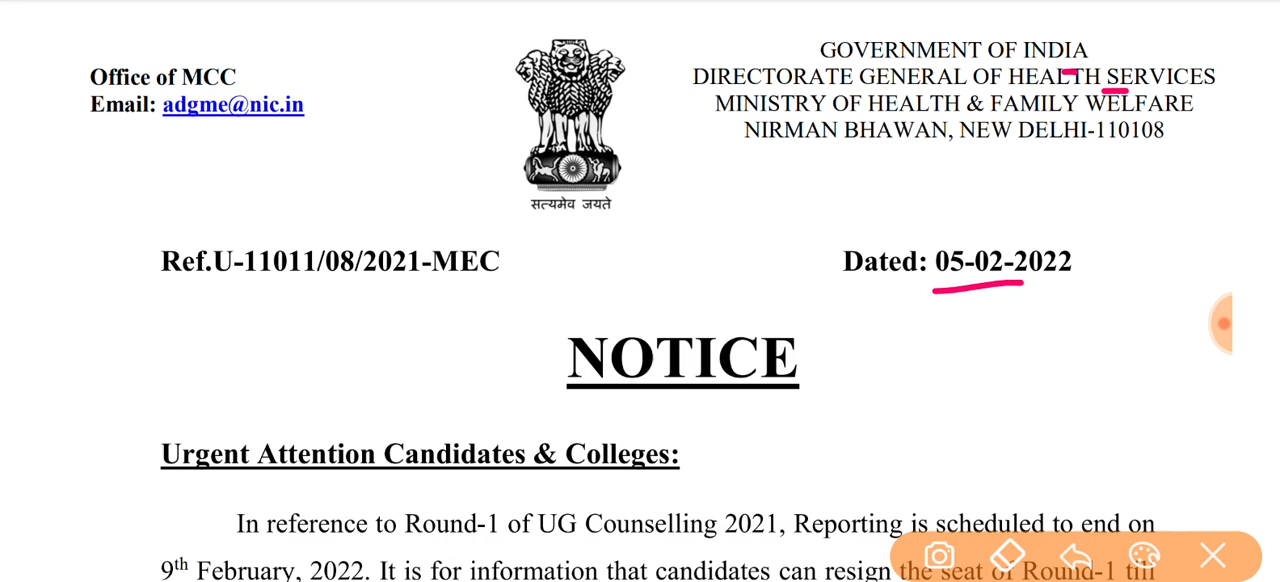 Office of MCC
Email: adgme@nic.in
सत्यमेव जयते
GOVERNMENT OF INDIA
DIRECTORATE GENERAL OF HEALTH SERVICES
MINISTRY OF HEALTH & FAMILY WELFARE
NIRMAN BHAWAN, NEW DELHI-110108
Ref.U-11011/08/2021-MEC
Dated: 05-02-2022
NOTICE
Urgent Attention Candidates & Colleges:
In reference to Round-1 of UG Counselling 2021, Reporting is scheduled to end on
9th February, 2022. It is for information that candidates can resign the seat of Round-1 till